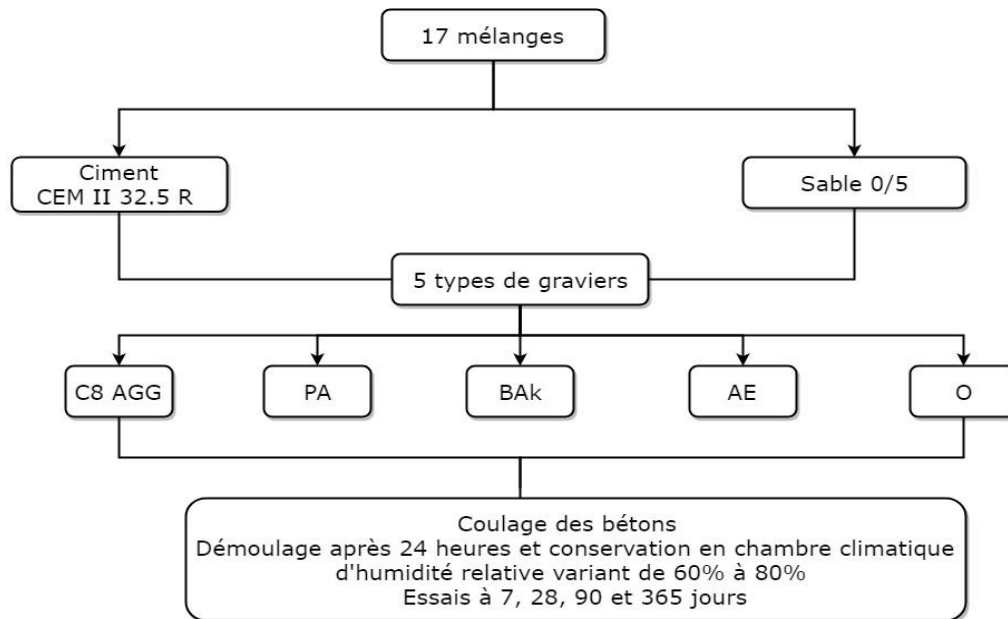 17 mélanges
Ciment
CEM II 32.5 R
Sable 0/5
5 types de graviers
C8 AGG
PA
BAk
AE
O
Coulage des bétons
Démoulage après 24 heures et conservation en chambre climatique
d'humidité relative variant de 60% à 80%
Essais à 7, 28, 90 et 365 jours